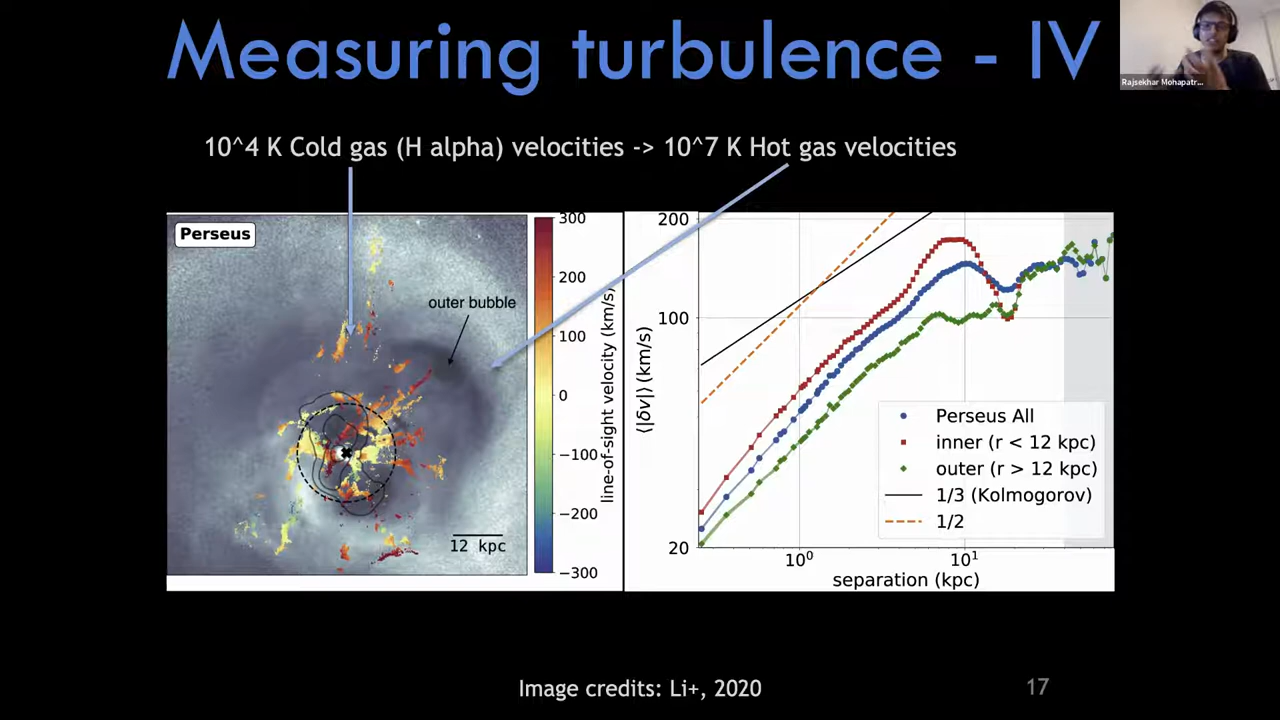 Measuring turbulence - IV
Rajsekhar Mohapatr...
10^4 K Cold gas (H alpha) velocities -> 10^7 K Hot gas velocities
Perseus
outer bubble
12 kpc
300
200
100
0
−100
−200
−300
line-of-sight velocity (km/s)
200
100
20
⟨|δv|⟩ (km/s)
Perseus All
inner (r < 12 kpc)
outer (r > 12 kpc)
1/3 (Kolmogorov)
1/2
10⁰
10¹
separation (kpc)
Image credits: Li+, 2020
17